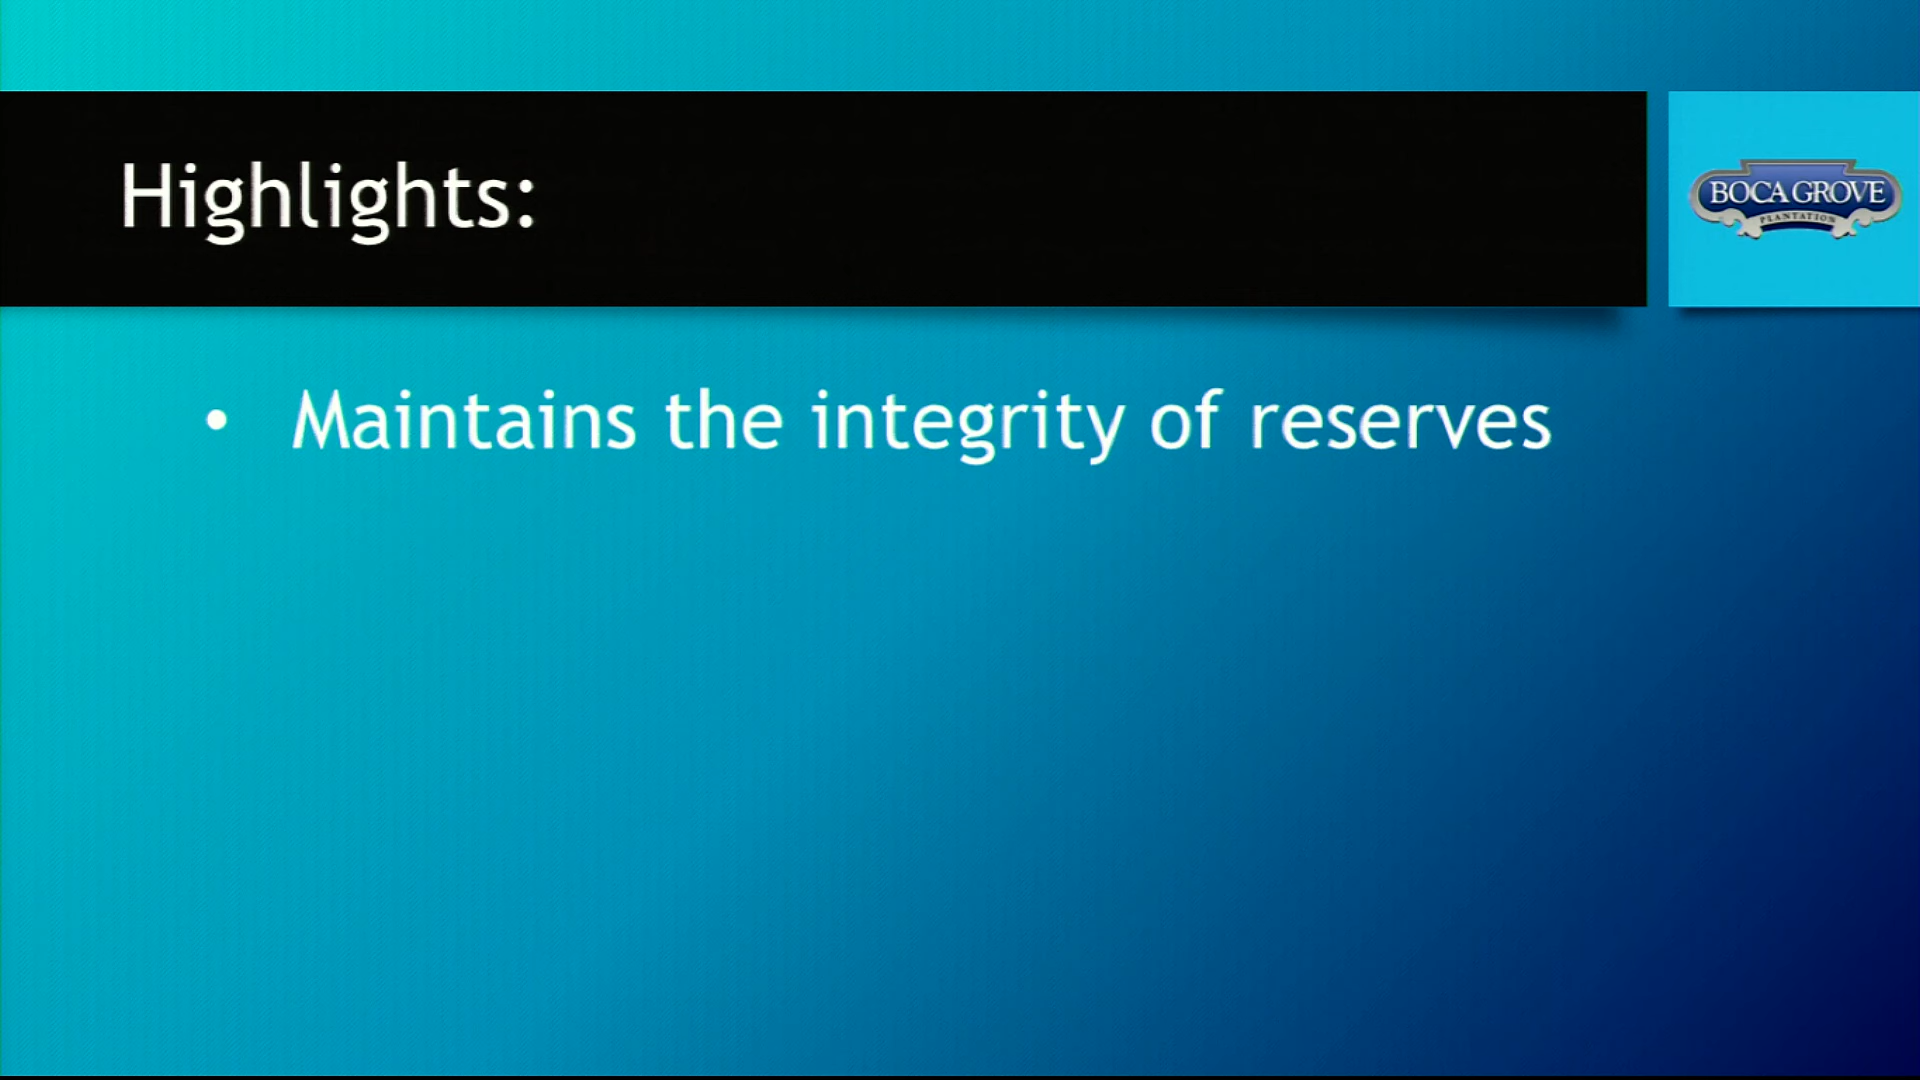 Highlights:
BOCA GROVE
PLANTATION
• Maintains the integrity of reserves